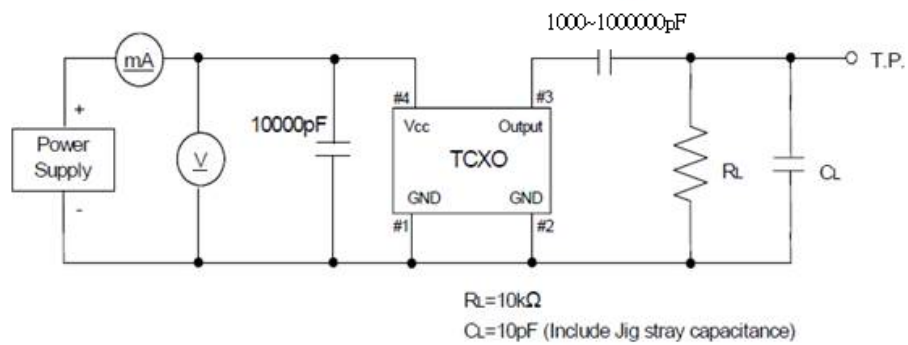 1000~1000000pF
mA
T.P.
+
#4
#3
10000pF
Vcc
Output
Power
Supply
V
TCXO
RL
CL
GND
GND
-
#1
#2
RL=10kΩ
CL=10pF (Include Jig stray capacitance)